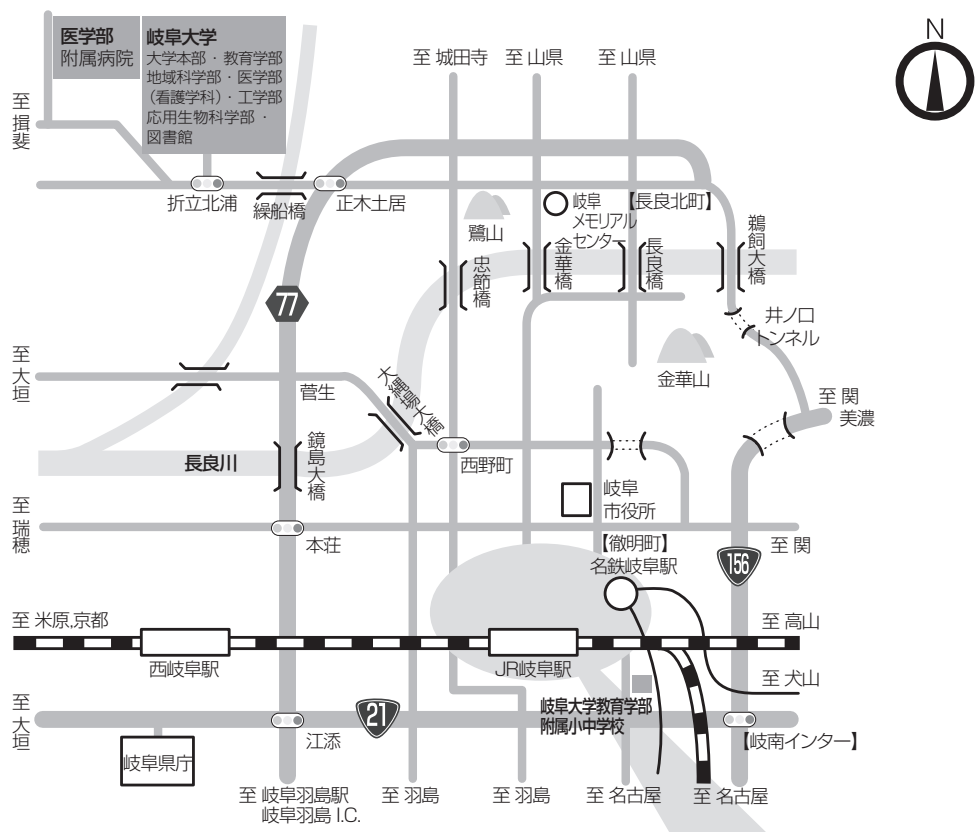 N
医学部
附属病院
岐阜大学
大学本部・教育学部
地域科学部・医学部
(看護学科)・工学部
応用生物科学部・
図書館
至 城田寺
至 山県
至 山県
至 揖斐
折立北浦
繰船橋
正木土居
鷺山
岐阜
メモリアル
センター
【長良北町】
忠節橋
金華橋
長良橋
鵜飼大橋
77
井ノ口
トンネル
金華山
至 大垣
菅生
大縄場大橋
至 関
美濃
長良川
鏡島大橋
西野町
岐阜
市役所
至 瑞穂
本荘
【徹明町】
名鉄岐阜駅
至 関
156
至 米原,京都
至 高山
西岐阜駅
JR岐阜駅
至 犬山
至 大垣
21
江添
岐阜大学教育学部
附属小中学校
【岐南インター】
岐阜県庁
至 岐阜羽島駅
岐阜羽島 I.C.
至 羽島
至 羽島
至 名古屋
至 名古屋